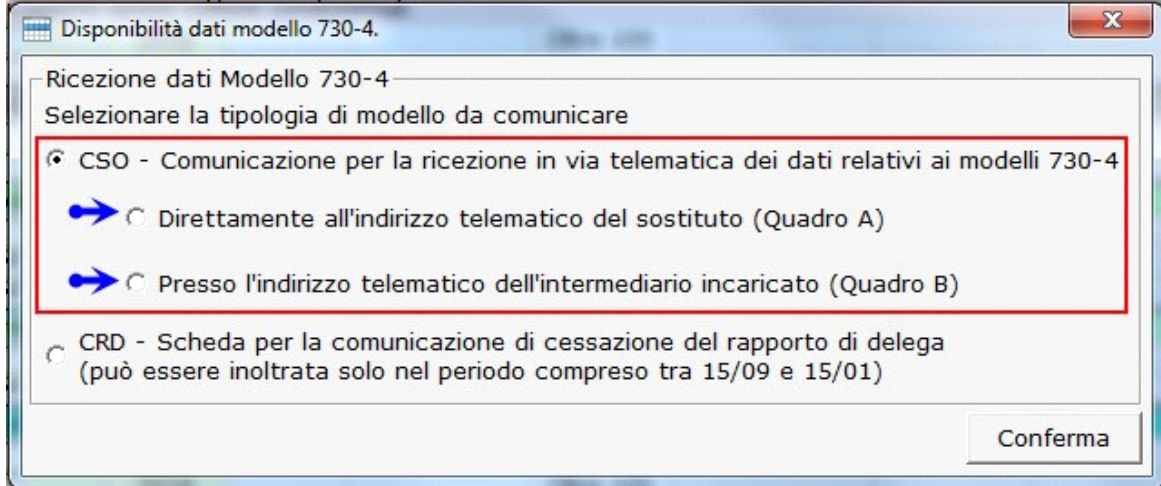 Disponibilità dati modello 730-4.
Ricezione dati Modello 730-4
Selezionare la tipologia di modello da comunicare
CSO - Comunicazione per la ricezione in via telematica dei dati relativi ai modelli 730-4
Direttamente all'indirizzo telematico del sostituto (Quadro A)
Presso l'indirizzo telematico dell'intermediario incaricato (Quadro B)
CRD - Scheda per la comunicazione di cessazione del rapporto di delega
(può essere inoltrata solo nel periodo compreso tra 15/09 e 15/01)
Conferma